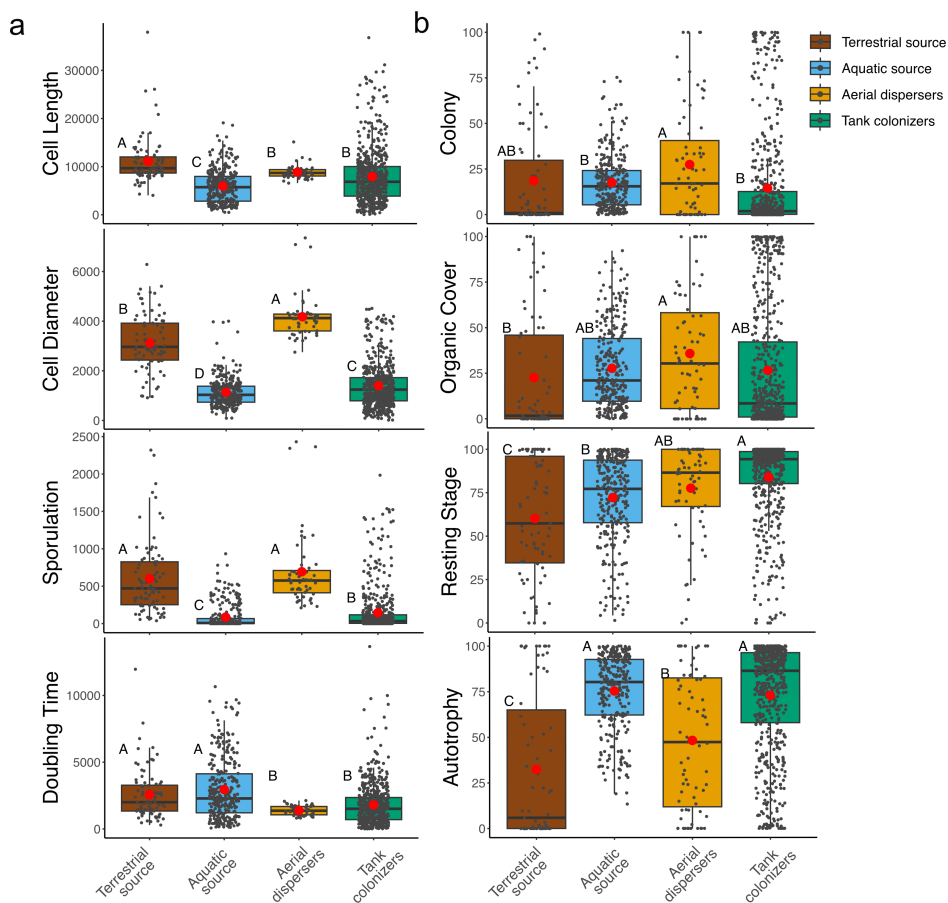 a
b
Cell Length
30000
20000
10000
0
A
C
B
B
Cell Diameter
6000
4000
2000
0
B
D
A
C
Sporulation
2500
2000
1500
1000
500
0
A
C
A
B
Doubling Time
10000
5000
0
A
A
B
B
Terrestrial
source
Aquatic
source
Aerial
dispersers
Tank
colonizers
Colony
100
75
50
25
0
AB
B
A
B
Organic Cover
100
75
50
25
0
B
AB
A
AB
Resting Stage
100
75
50
25
0
C
B
AB
A
Autotrophy
100
75
50
25
0
C
A
B
A
Terrestrial
source
Aquatic
source
Aerial
dispersers
Tank
colonizers
Terrestrial source
Aquatic source
Aerial dispersers
Tank colonizers